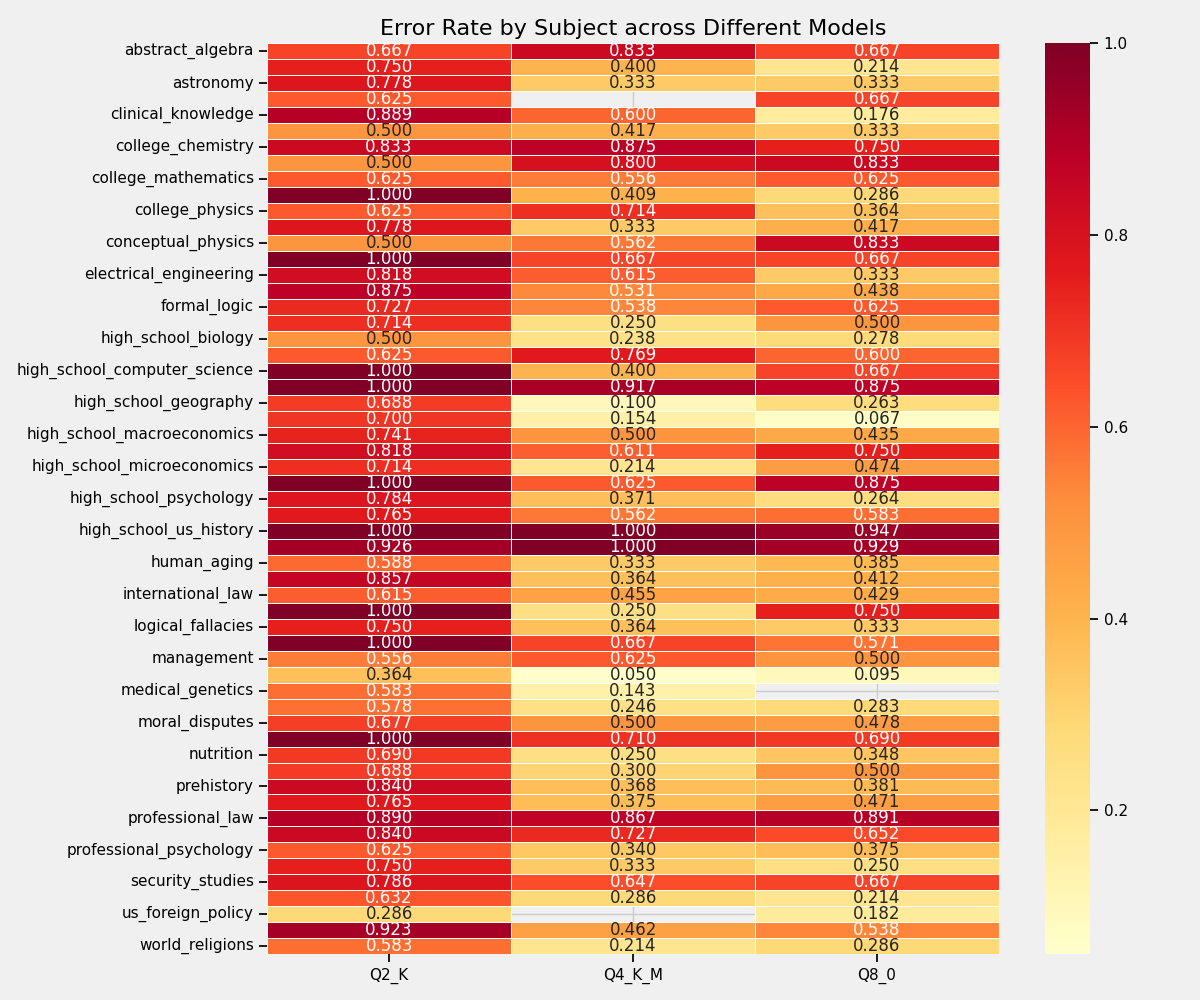 Error Rate by Subject across Different Models
abstract_algebra 0.667 0.833 0.667
0.750 0.400 0.214
astronomy 0.778 0.333 0.333
0.625 0.667
clinical_knowledge 0.889 0.600 0.176
0.500 0.417 0.333
college_chemistry 0.833 0.875 0.750
0.500 0.800 0.833
college_mathematics 0.625 0.556 0.625
1.000 0.409 0.286
college_physics 0.625 0.714 0.364
0.778 0.333 0.417
conceptual_physics 0.500 0.562 0.833
1.000 0.667 0.667
electrical_engineering 0.818 0.615 0.333
0.875 0.531 0.438
formal_logic 0.727 0.538 0.625
0.714 0.250 0.500
high_school_biology 0.500 0.238 0.278
0.625 0.769 0.600
high_school_computer_science 1.000 0.400 0.667
1.000 0.917 0.875
high_school_geography 0.688 0.100 0.263
0.700 0.154 0.067
high_school_macroeconomics 0.741 0.500 0.435
0.818 0.611 0.750
high_school_microeconomics 0.714 0.214 0.474
1.000 0.625 0.875
high_school_psychology 0.784 0.371 0.264
0.765 0.562 0.583
high_school_us_history 1.000 1.000 0.947
0.926 1.000 0.929
human_aging 0.588 0.333 0.385
0.857 0.364 0.412
international_law 0.615 0.455 0.429
1.000 0.250 0.750
logical_fallacies 0.750 0.364 0.333
1.000 0.667 0.571
management 0.556 0.625 0.500
0.364 0.050 0.095
medical_genetics 0.583 0.143
0.578 0.246 0.283
moral_disputes 0.677 0.500 0.478
1.000 0.710 0.690
nutrition 0.690 0.250 0.348
0.688 0.300 0.500
prehistory 0.840 0.368 0.381
0.765 0.375 0.471
professional_law 0.890 0.867 0.891
0.840 0.727 0.652
professional_psychology 0.625 0.340 0.375
0.750 0.333 0.250
security_studies 0.786 0.647 0.667
0.632 0.286 0.214
us_foreign_policy 0.286 0.182
0.923 0.462 0.538
world_religions 0.583 0.214 0.286
Q2_K Q4_K_M Q8_0
1.0
0.8
0.6
0.4
0.2